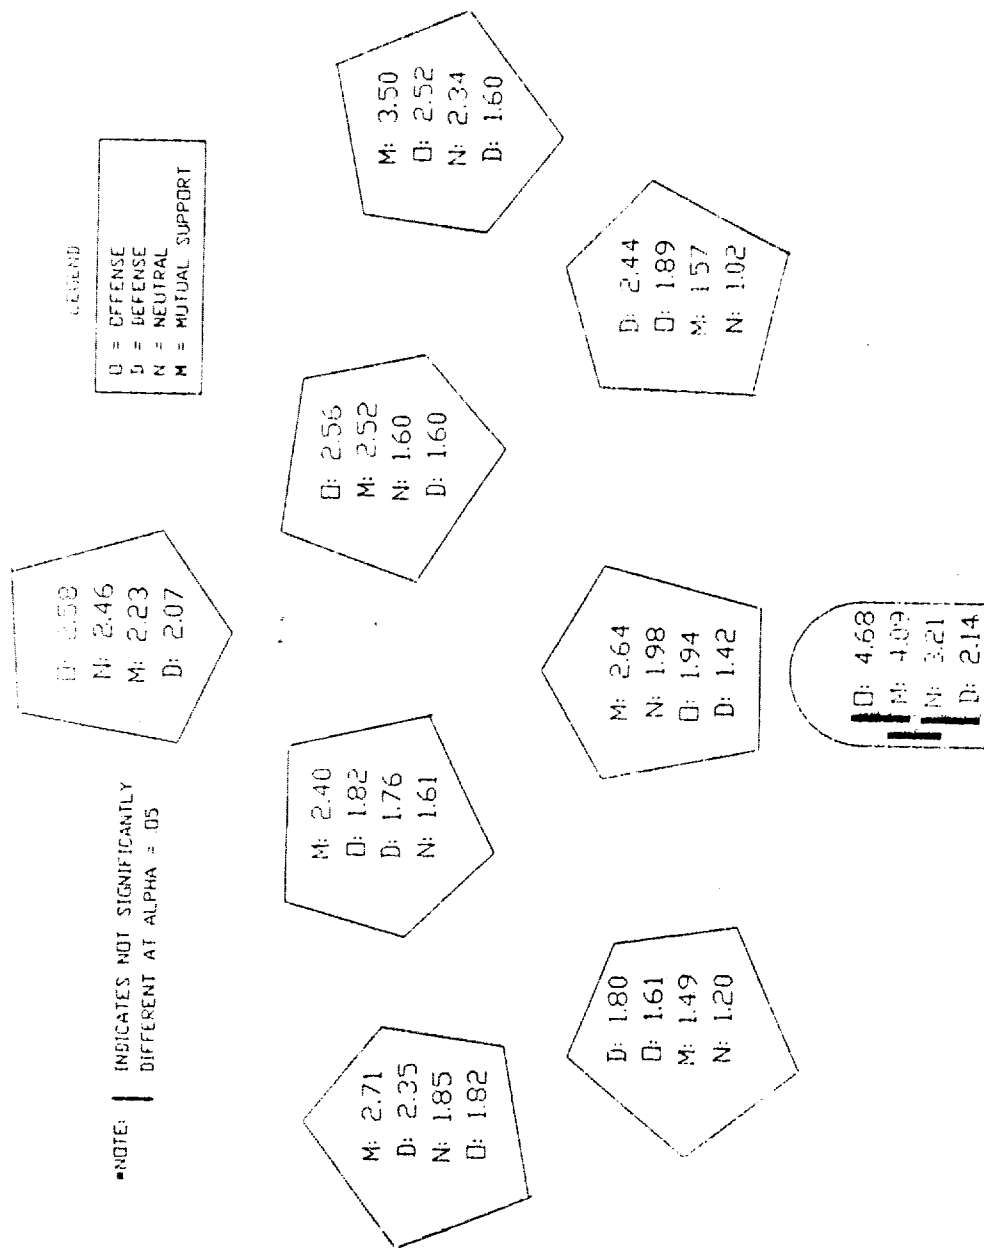 *NOTE: | INDICATES NOT SIGNIFICANTLY
DIFFERENT AT ALPHA = .05
LEGEND
O = OFFENSE
D = DEFENSE
N = NEUTRAL
M = MUTUAL SUPPORT
O: 2.58
N: 2.46
M: 2.23
D: 2.07
M: 2.71
D: 2.35
N: 1.85
O: 1.82
M: 2.40
O: 1.82
D: 1.76
N: 1.61
O: 2.56
M: 2.52
N: 1.60
D: 1.60
M: 3.50
O: 2.52
N: 2.34
D: 1.60
D: 1.80
O: 1.61
M: 1.49
N: 1.20
M: 2.64
N: 1.98
O: 1.94
D: 1.42
D: 2.44
O: 1.89
M: 1.57
N: 1.02
O: 4.68
M: 4.09
N: 3.21
D: 2.14